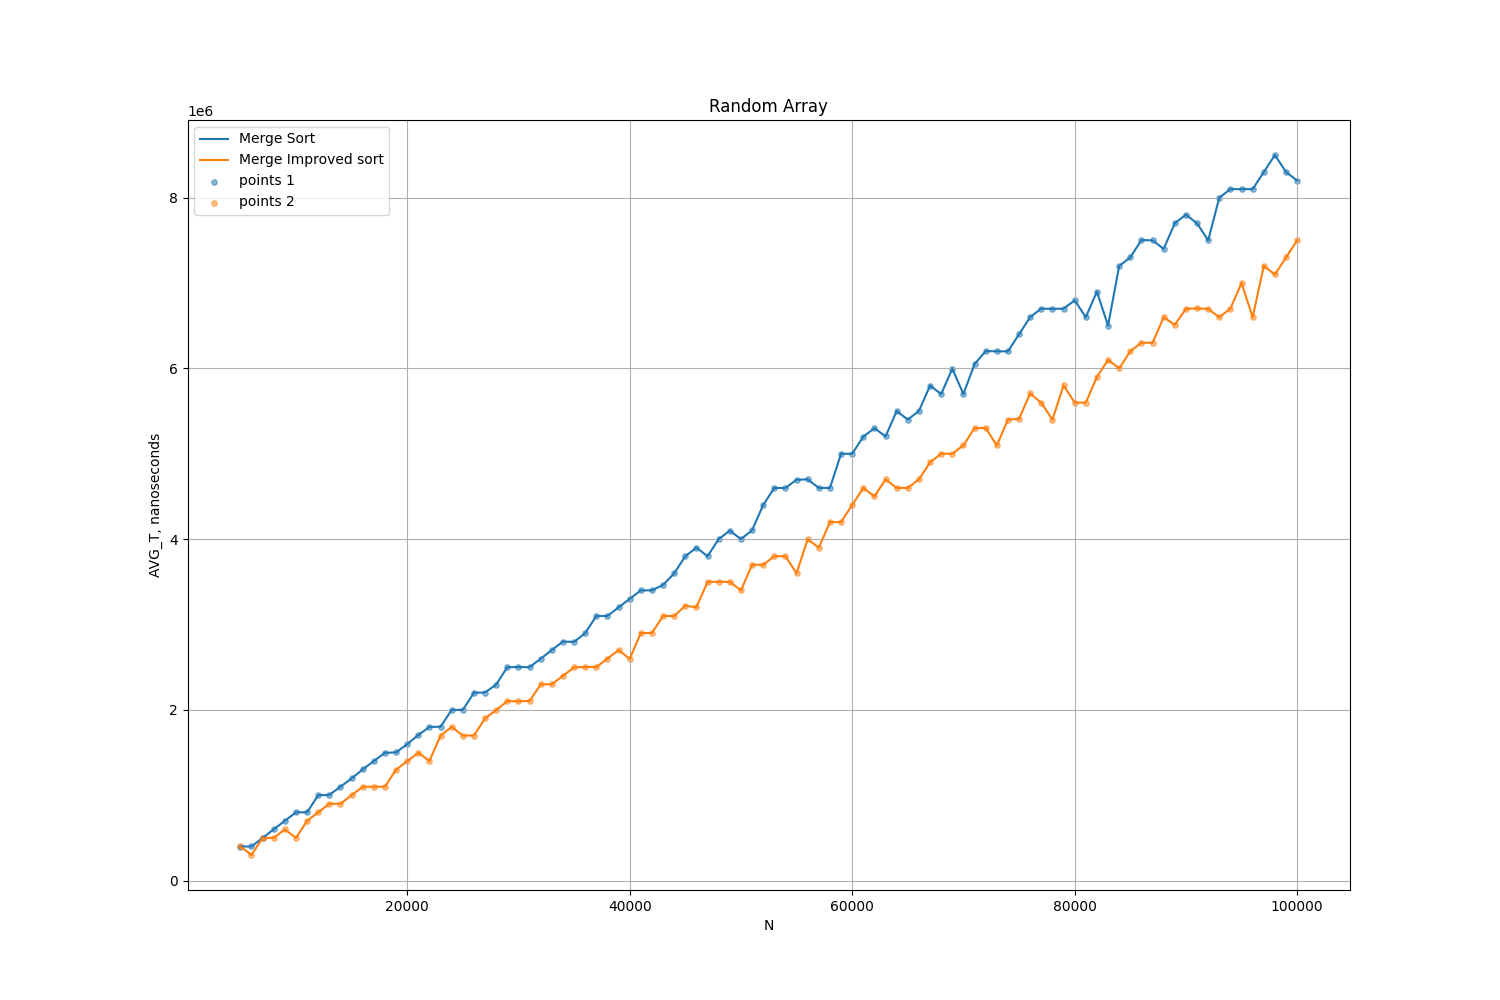 Random Array
1e6
Merge Sort
Merge Improved sort
points 1
points 2
8
6
4
2
0
AVG_T, nanoseconds
20000 40000 60000 80000 100000
N